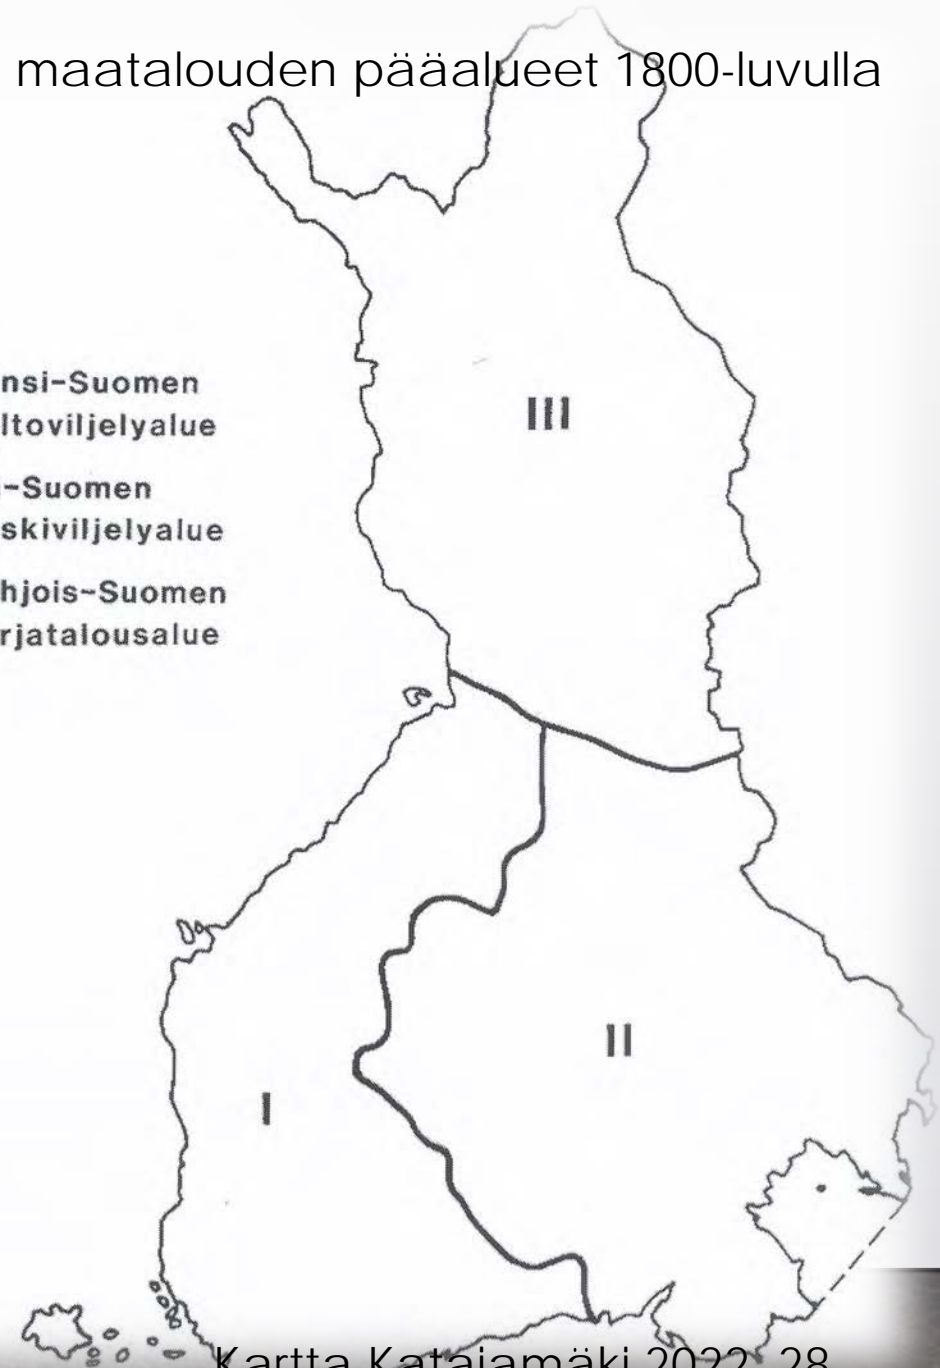 maatalouden pääalueet 1800-luvulla
nsi-Suomen
ltoviljelyalue
-Suomen
skiviljelyalue
hjois-Suomen
rjatalousalue
III
II
I
Kartta Katajamäki 2022, 28